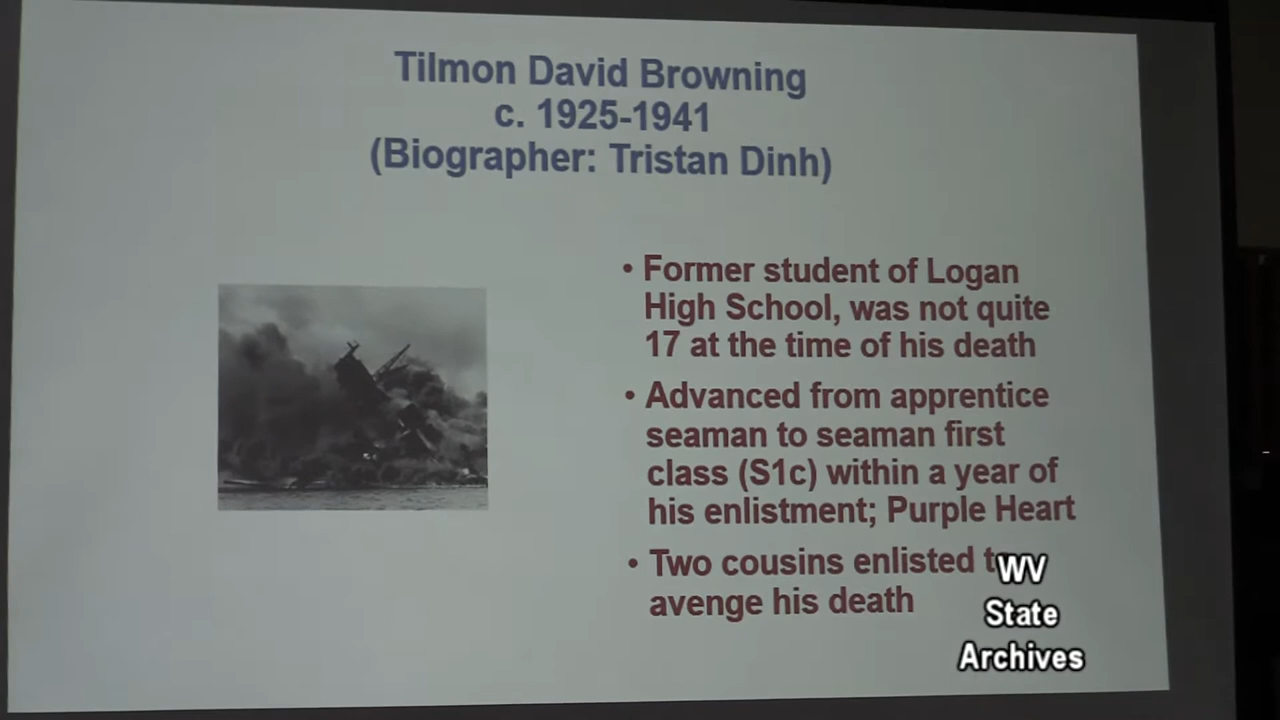 Tilmon David Browning
c. 1925-1941
(Biographer: Tristan Dinh)
• Former student of Logan
High School, was not quite
17 at the time of his death
• Advanced from apprentice
seaman to seaman first
class (S1c) within a year of
his enlistment; Purple Heart
• Two cousins enlisted
avenge his death
WV
State
Archives